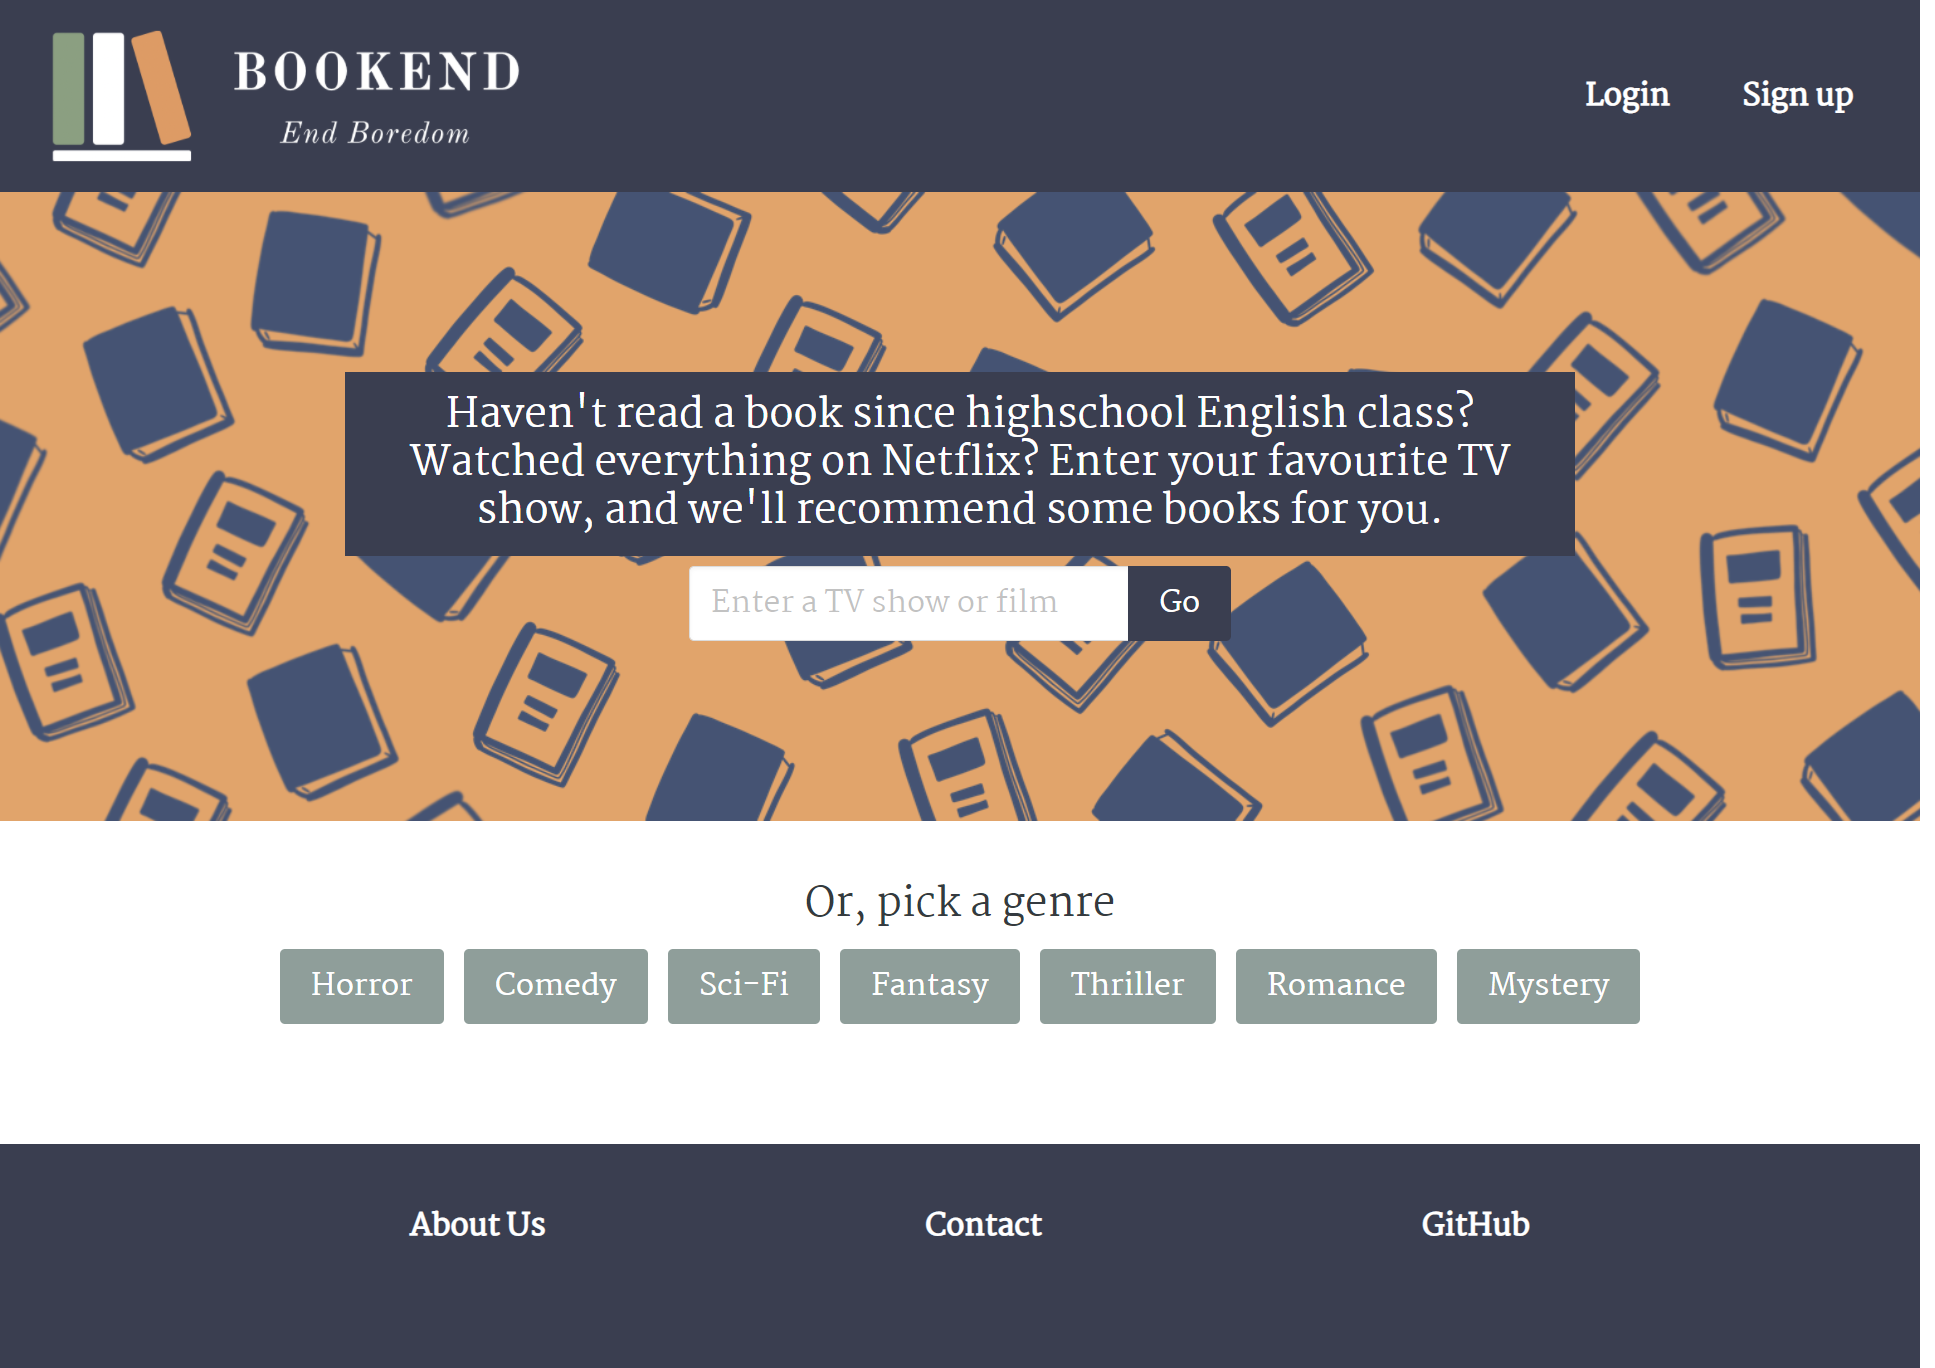 BOOKEND
End Boredom
Login
Sign up
Haven't read a book since highschool English class?
Watched everything on Netflix? Enter your favourite TV
show, and we'll recommend some books for you.
Enter a TV show or film
Go
Or, pick a genre
Horror
Comedy
Sci-Fi
Fantasy
Thriller
Romance
Mystery
About Us
Contact
GitHub